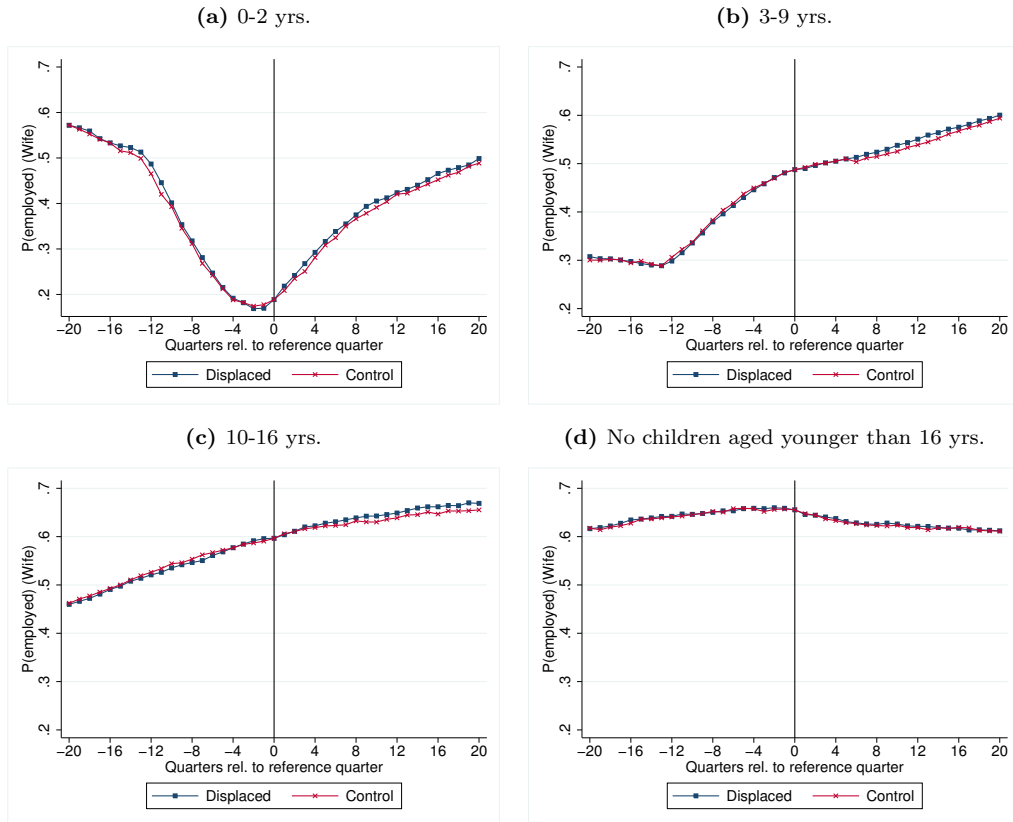 (a) 0-2 yrs.
P(employed) (Wife)
.7
.6
.5
.4
.3
.2
-20 -16 -12 -8 -4 0 4 8 12 16 20
Quarters rel. to reference quarter
Displaced Control
(b) 3-9 yrs.
P(employed) (Wife)
.7
.6
.5
.4
.3
.2
-20 -16 -12 -8 -4 0 4 8 12 16 20
Quarters rel. to reference quarter
Displaced Control
(c) 10-16 yrs.
P(employed) (Wife)
.7
.6
.5
.4
.3
.2
-20 -16 -12 -8 -4 0 4 8 12 16 20
Quarters rel. to reference quarter
Displaced Control
(d) No children aged younger than 16 yrs.
P(employed) (Wife)
.7
.6
.5
.4
.3
.2
-20 -16 -12 -8 -4 0 4 8 12 16 20
Quarters rel. to reference quarter
Displaced Control